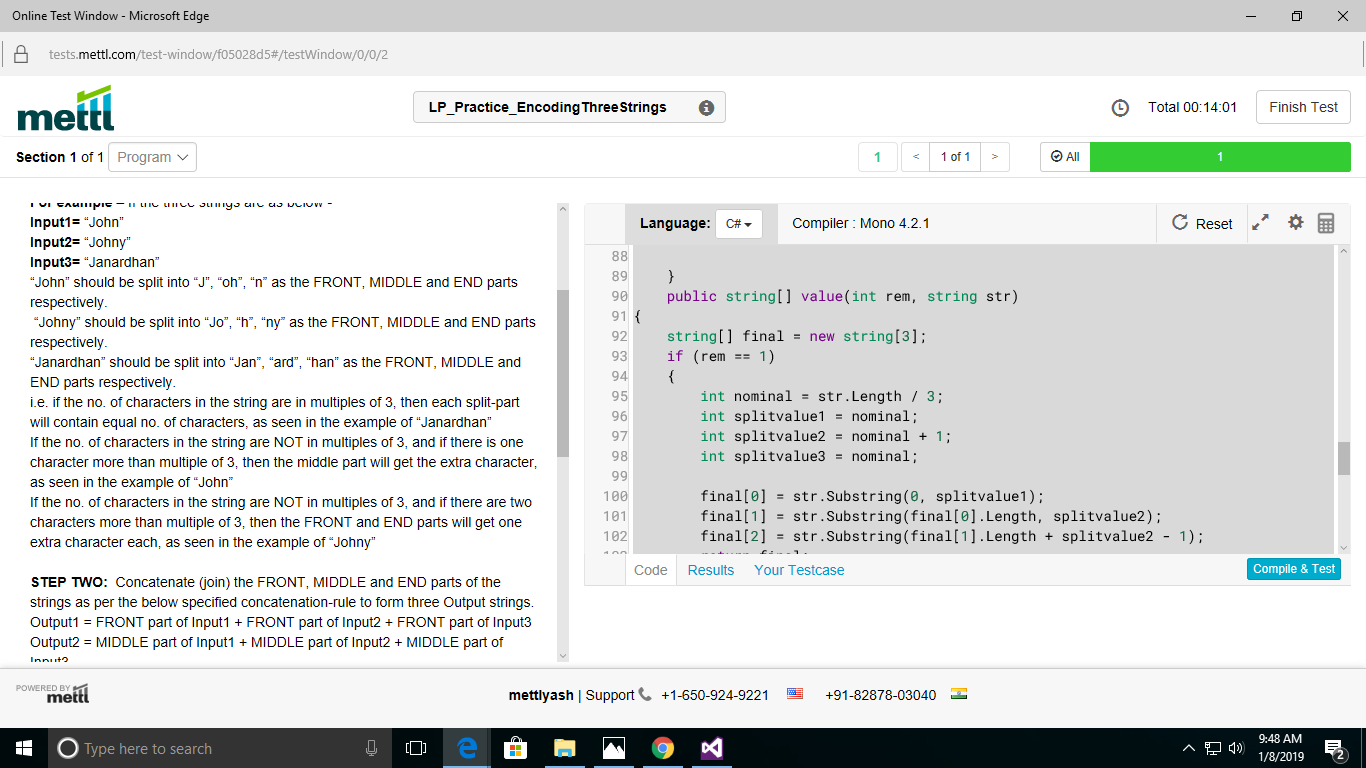 Online Test Window - Microsoft Edge
tests.mettl.com/test-window/f05028d5#/testWindow/0/0/2
mettl
LP_Practice_EncodingThreeStrings
Total 00:14:01
Finish Test
Section 1 of 1
Program
1
<
1 of 1
>
All
1
For example – If the three strings are as below -
Input1= “John”
Input2= “Johny”
Input3= “Janardhan”
“John” should be split into “J”, “oh”, “n” as the FRONT, MIDDLE and END parts
respectively.
“Johny” should be split into “Jo”, “h”, “ny” as the FRONT, MIDDLE and END parts
respectively.
“Janardhan” should be split into “Jan”, “ard”, “han” as the FRONT, MIDDLE and
END parts respectively.
i.e. if the no. of characters in the string are in multiples of 3, then each split-part
will contain equal no. of characters, as seen in the example of “Janardhan”
If the no. of characters in the string are NOT in multiples of 3, and if there is one
character more than multiple of 3, then the middle part will get the extra character,
as seen in the example of “John”
If the no. of characters in the string are NOT in multiples of 3, and if there are two
characters more than multiple of 3, then the FRONT and END parts will get one
extra character each, as seen in the example of “Johny”
STEP TWO: Concatenate (join) the FRONT, MIDDLE and END parts of the
strings as per the below specified concatenation-rule to form three Output strings.
Output1 = FRONT part of Input1 + FRONT part of Input2 + FRONT part of Input3
Output2 = MIDDLE part of Input1 + MIDDLE part of Input2 + MIDDLE part of
Input3
Language: C#
Compiler : Mono 4.2.1
Reset
88
89 }
90 public string[] value(int rem, string str)
91 {
92 string[] final = new string[3];
93 if (rem == 1)
94 {
95 int nominal = str.Length / 3;
96 int splitvalue1 = nominal;
97 int splitvalue2 = nominal + 1;
98 int splitvalue3 = nominal;
99
100 final[0] = str.Substring(0, splitvalue1);
101 final[1] = str.Substring(final[0].Length, splitvalue2);
102 final[2] = str.Substring(final[1].Length + splitvalue2 - 1);
103 return final;
Code
Results
Your Testcase
Compile & Test
POWERED BY
mettl
mettlyash | Support +1-650-924-9221 +91-82878-03040
Type here to search
9:48 AM
1/8/2019
2